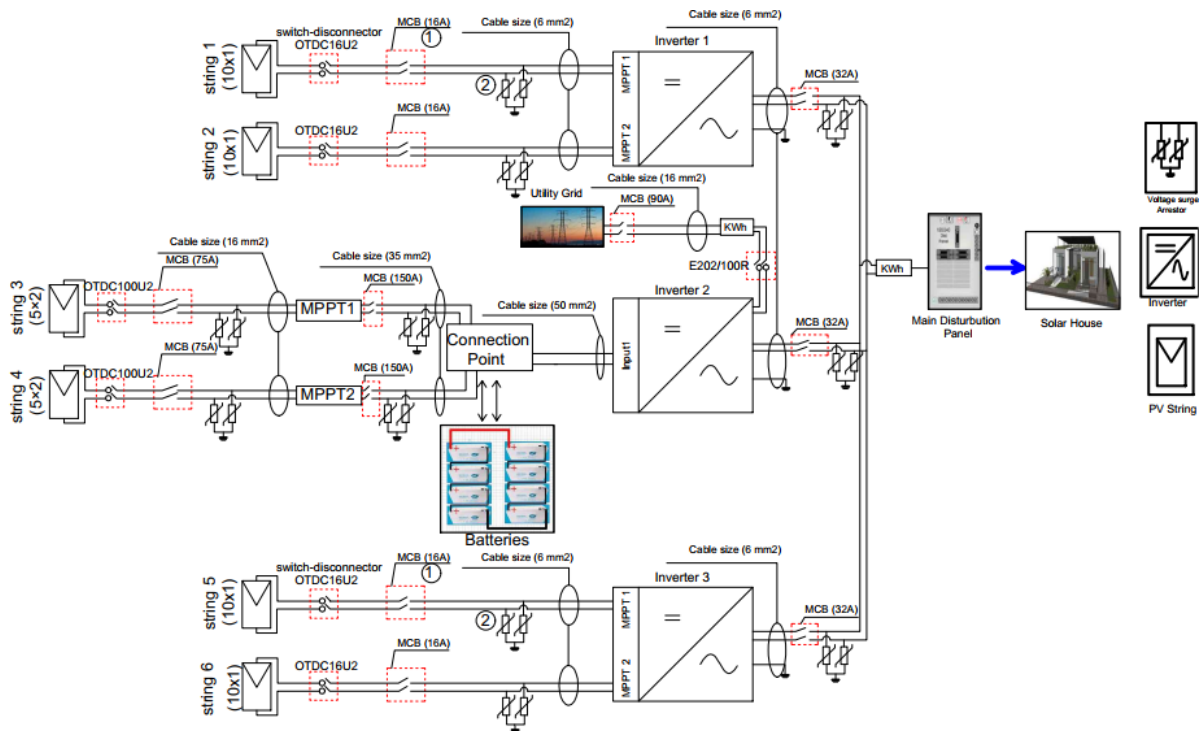 MCB (16A)
Cable size (6 mm2)
Cable size (6 mm2)
switch-disconnector
OTDC16U2
1
Inverter 1
string 1
(10x1)
MPPT 1
2
MCB (32A)
MCB (16A)
OTDC16U2
string 2
(10x1)
MPPT 2
Cable size (16 mm2)
Utility Grid
MCB (90A)
KWh
Voltage surge
Arrestor
Cable size (16 mm2)
MCB (75A)
Cable size (35 mm2)
MCB (150A)
E202/100R
KWh
Inverter
OTDC100U2
string 3
(5×2)
MPPT1
Cable size (50 mm2)
Inverter 2
Main Disturbution
Panel
Solar House
MCB (32A)
Connection
Point
Input1
MCB (75A)
MCB (150A)
OTDC100U2
string 4
(5×2)
MPPT2
PV String
Batteries
MCB (16A)
Cable size (6 mm2)
Cable size (6 mm2)
switch-disconnector
OTDC16U2
1
Inverter 3
string 5
(10x1)
MPPT 1
2
MCB (32A)
MCB (16A)
OTDC16U2
string 6
(10x1)
MPPT 2